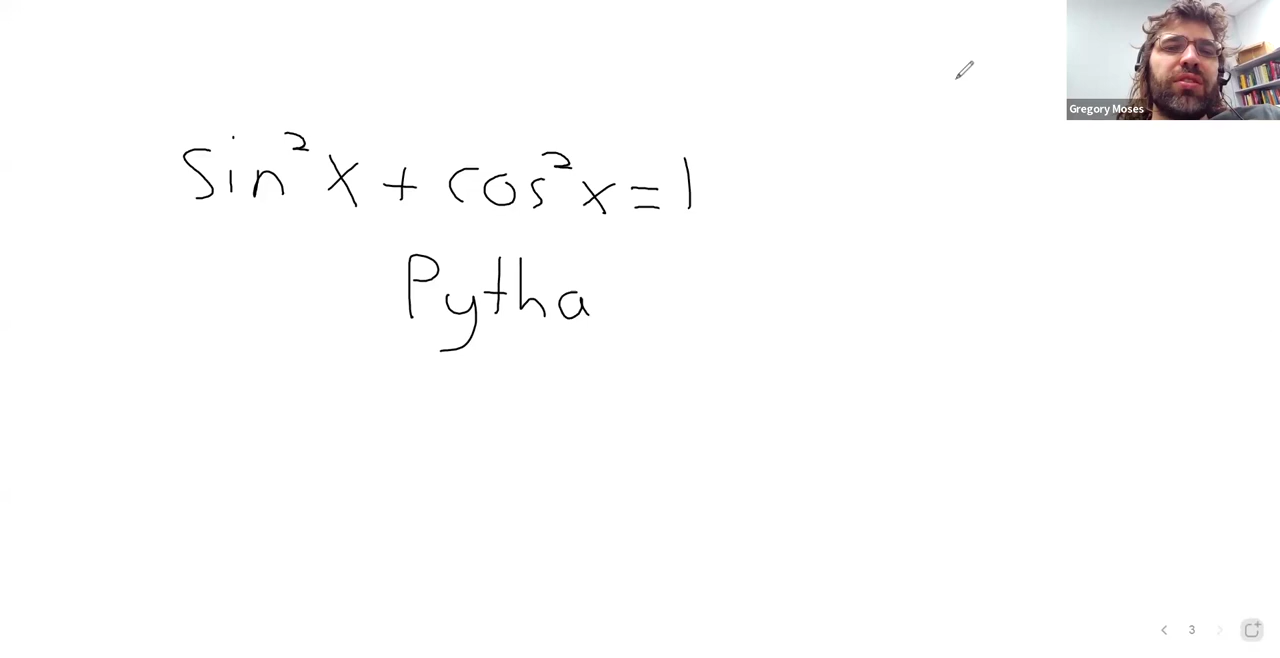 Gregory Moses
sin²x + cos²x = 1
Pytha
3